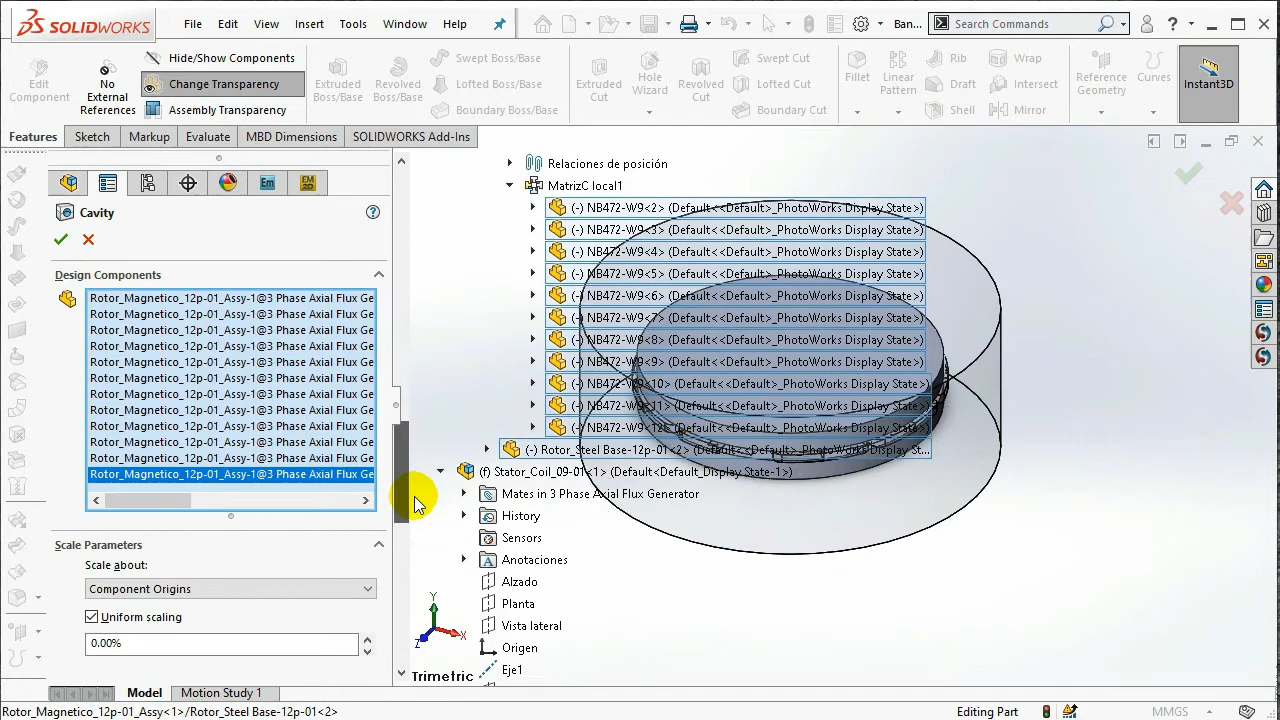 SOLIDWORKS
File Edit View Insert Tools Window Help
Ban...
Search Commands
Edit Component
No External References
Hide/Show Components
Change Transparency
Assembly Transparency
Extruded Boss/Base
Revolved Boss/Base
Swept Boss/Base
Lofted Boss/Base
Boundary Boss/Base
Extruded Cut
Hole Wizard
Revolved Cut
Swept Cut
Lofted Cut
Boundary Cut
Fillet
Linear Pattern
Rib
Draft
Shell
Wrap
Intersect
Mirror
Reference Geometry
Curves
Instant3D
Features Sketch Markup Evaluate MBD Dimensions SOLIDWORKS Add-Ins
Cavity
Design Components
Rotor_Magnetico_12p-01_Assy-1@3 Phase Axial Flux Ge
Rotor_Magnetico_12p-01_Assy-1@3 Phase Axial Flux Ge
Rotor_Magnetico_12p-01_Assy-1@3 Phase Axial Flux Ge
Rotor_Magnetico_12p-01_Assy-1@3 Phase Axial Flux Ge
Rotor_Magnetico_12p-01_Assy-1@3 Phase Axial Flux Ge
Rotor_Magnetico_12p-01_Assy-1@3 Phase Axial Flux Ge
Rotor_Magnetico_12p-01_Assy-1@3 Phase Axial Flux Ge
Rotor_Magnetico_12p-01_Assy-1@3 Phase Axial Flux Ge
Rotor_Magnetico_12p-01_Assy-1@3 Phase Axial Flux Ge
Rotor_Magnetico_12p-01_Assy-1@3 Phase Axial Flux Ge
Rotor_Magnetico_12p-01_Assy-1@3 Phase Axial Flux Ge
Rotor_Magnetico_12p-01_Assy-1@3 Phase Axial Flux Ge
Scale Parameters
Scale about:
Component Origins
Uniform scaling
0.00%
Relaciones de posición
MatrizC local1
(-) NB472-W9<2> (Default<<Default>_PhotoWorks Display State>)
(-) NB472-W9<3> (Default<<Default>_PhotoWorks Display State>)
(-) NB472-W9<4> (Default<<Default>_PhotoWorks Display State>)
(-) NB472-W9<5> (Default<<Default>_PhotoWorks Display State>)
(-) NB472-W9<6> (Default<<Default>_PhotoWorks Display State>)
(-) NB472-W9<7> (Default<<Default>_PhotoWorks Display State>)
(-) NB472-W9<8> (Default<<Default>_PhotoWorks Display State>)
(-) NB472-W9<9> (Default<<Default>_PhotoWorks Display State>)
(-) NB472-W9<10> (Default<<Default>_PhotoWorks Display State>)
(-) NB472-W9<11> (Default<<Default>_PhotoWorks Display State>)
(-) NB472-W9<12> (Default<<Default>_PhotoWorks Display State>)
(-) Rotor_Steel Base-12p-01<2> (Default<<Default>_PhotoWorks Display St...
(f) Stator_Coil_09-01<1> (Default<Default_Display State-1>)
Mates in 3 Phase Axial Flux Generator
History
Sensors
Anotaciones
Alzado
Planta
Vista lateral
Origen
Eje1
Y
X
Z
Trimetric
Model Motion Study 1
Rotor_Magnetico_12p-01_Assy<1>/Rotor_Steel Base-12p-01<2>
Editing Part
MMGS